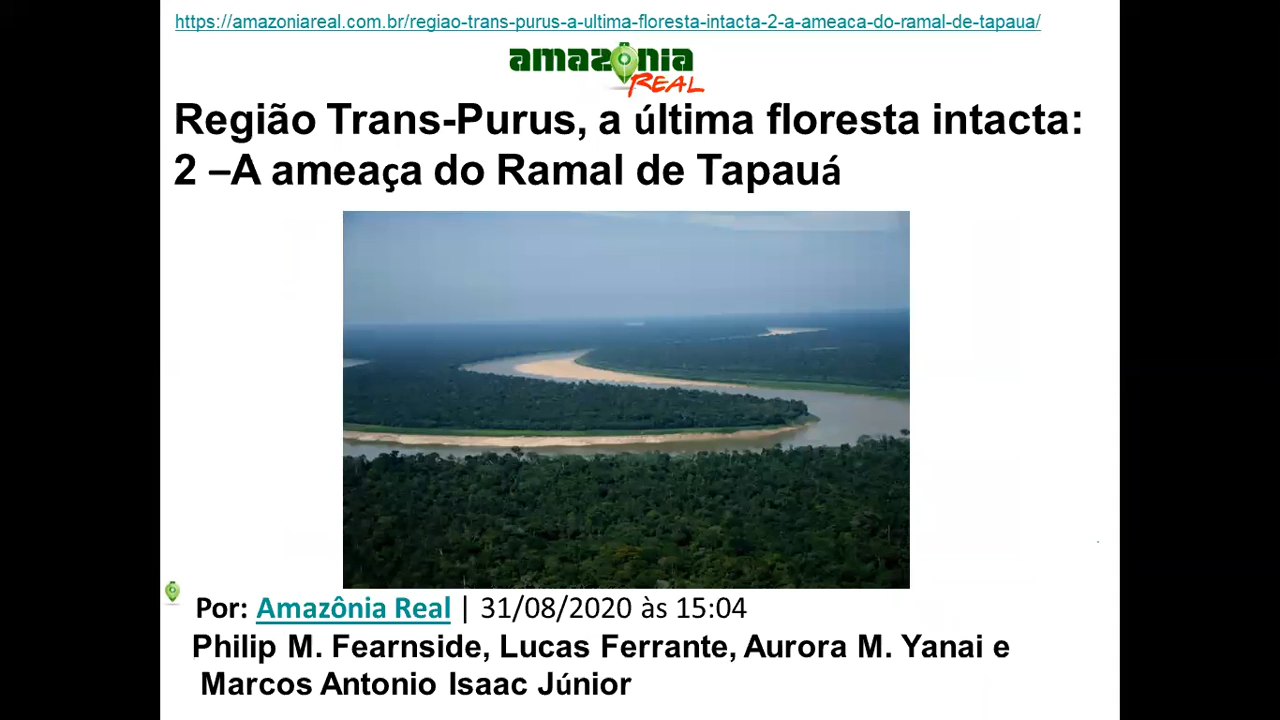 https://amazoniareal.com.br/regiao-trans-purus-a-ultima-floresta-intacta-2-a-ameaca-do-ramal-de-tapaua/
amazônia
REAL
Região Trans-Purus, a última floresta intacta:
2 –A ameaça do Ramal de Tapauá
Por: Amazônia Real | 31/08/2020 às 15:04
Philip M. Fearnside, Lucas Ferrante, Aurora M. Yanai e
Marcos Antonio Isaac Júnior